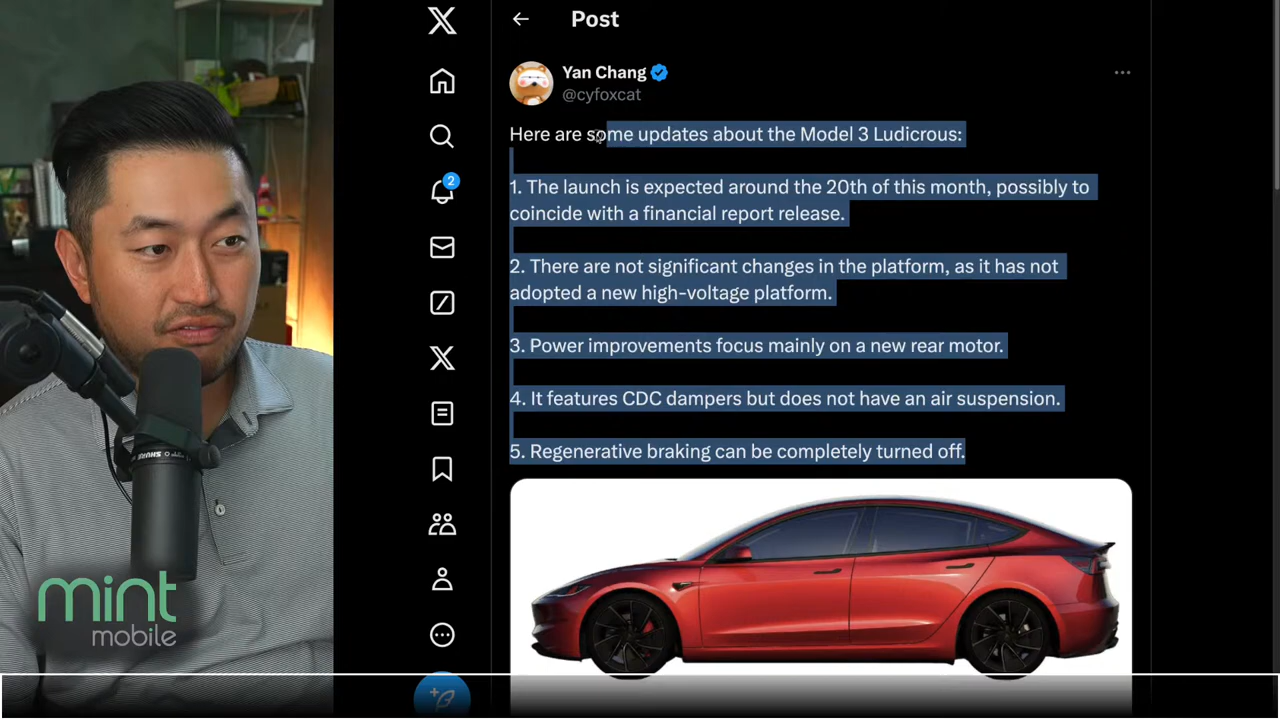 Post
Yan Chang
@cyfoxcat
Here are some updates about the Model 3 Ludicrous:
1. The launch is expected around the 20th of this month, possibly to
coincide with a financial report release.
2. There are not significant changes in the platform, as it has not
adopted a new high-voltage platform.
3. Power improvements focus mainly on a new rear motor.
4. It features CDC dampers but does not have an air suspension.
5. Regenerative braking can be completely turned off.
2
SHURE
mint
mobile